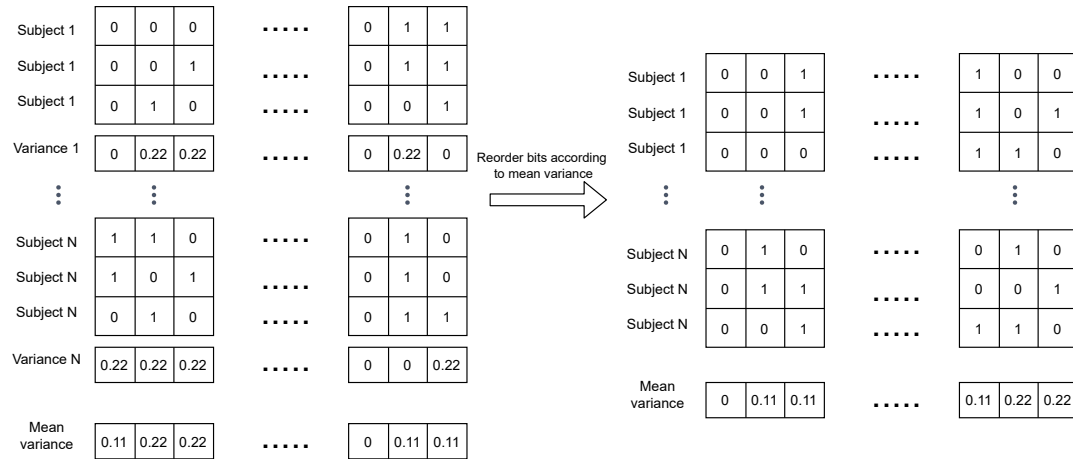 Subject 1 0 0 0 ..... 0 1 1
Subject 1 0 0 1 ..... 0 1 1
Subject 1 0 1 0 ..... 0 0 1
Variance 1 0 0.22 0.22 ..... 0 0.22 0
Subject N 1 1 0 ..... 0 1 0
Subject N 1 0 1 ..... 0 1 0
Subject N 0 1 0 ..... 0 1 1
Variance N 0.22 0.22 0.22 ..... 0 0 0.22
Mean
variance 0.11 0.22 0.22 ..... 0 0.11 0.11
Reorder bits according
to mean variance
Subject 1 0 0 1 ..... 1 0 0
Subject 1 0 0 1 ..... 1 0 1
Subject 1 0 0 0 ..... 1 1 0
Subject N 0 1 0 ..... 0 1 0
Subject N 0 1 1 ..... 0 0 1
Subject N 0 0 1 ..... 1 1 0
Mean
variance 0 0.11 0.11 ..... 0.11 0.22 0.22